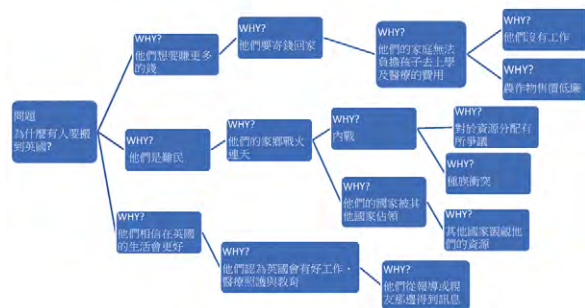 問題
為什麼有人要搬
到英國?
WHY?
他們想要賺更多
的錢
WHY?
他們要寄錢回家
WHY?
他們的家庭無法
負擔孩子去上學
及醫療的費用
WHY?
他們沒有工作
WHY?
農作物售價低廉
WHY?
他們是難民
WHY?
他們的家鄉戰火
連天
WHY?
內戰
WHY?
對於資源分配有
所爭議
WHY?
種族衝突
WHY?
他們的國家被其
他國家佔領
WHY?
其他國家覬覦他
們的資源
WHY?
他們相信在英國
的生活會更好
WHY?
他們認為英國會有好工作、
醫療照護與教育
WHY?
他們從報導或親
友那邊得到訊息